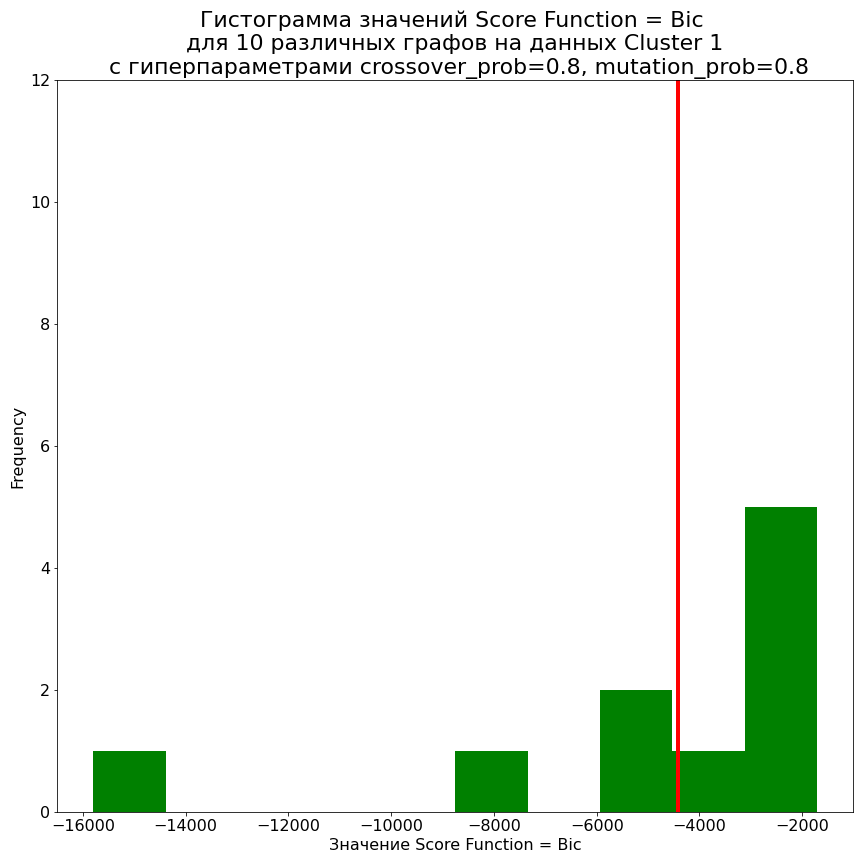 Гистограмма значений Score Function = Bic
для 10 различных графов на данных Cluster 1
с гиперпараметрами crossover_prob=0.8, mutation_prob=0.8
12
10
8
6
4
2
0
Frequency
−16000 −14000 −12000 −10000 −8000 −6000 −4000 −2000
Значение Score Function = Bic